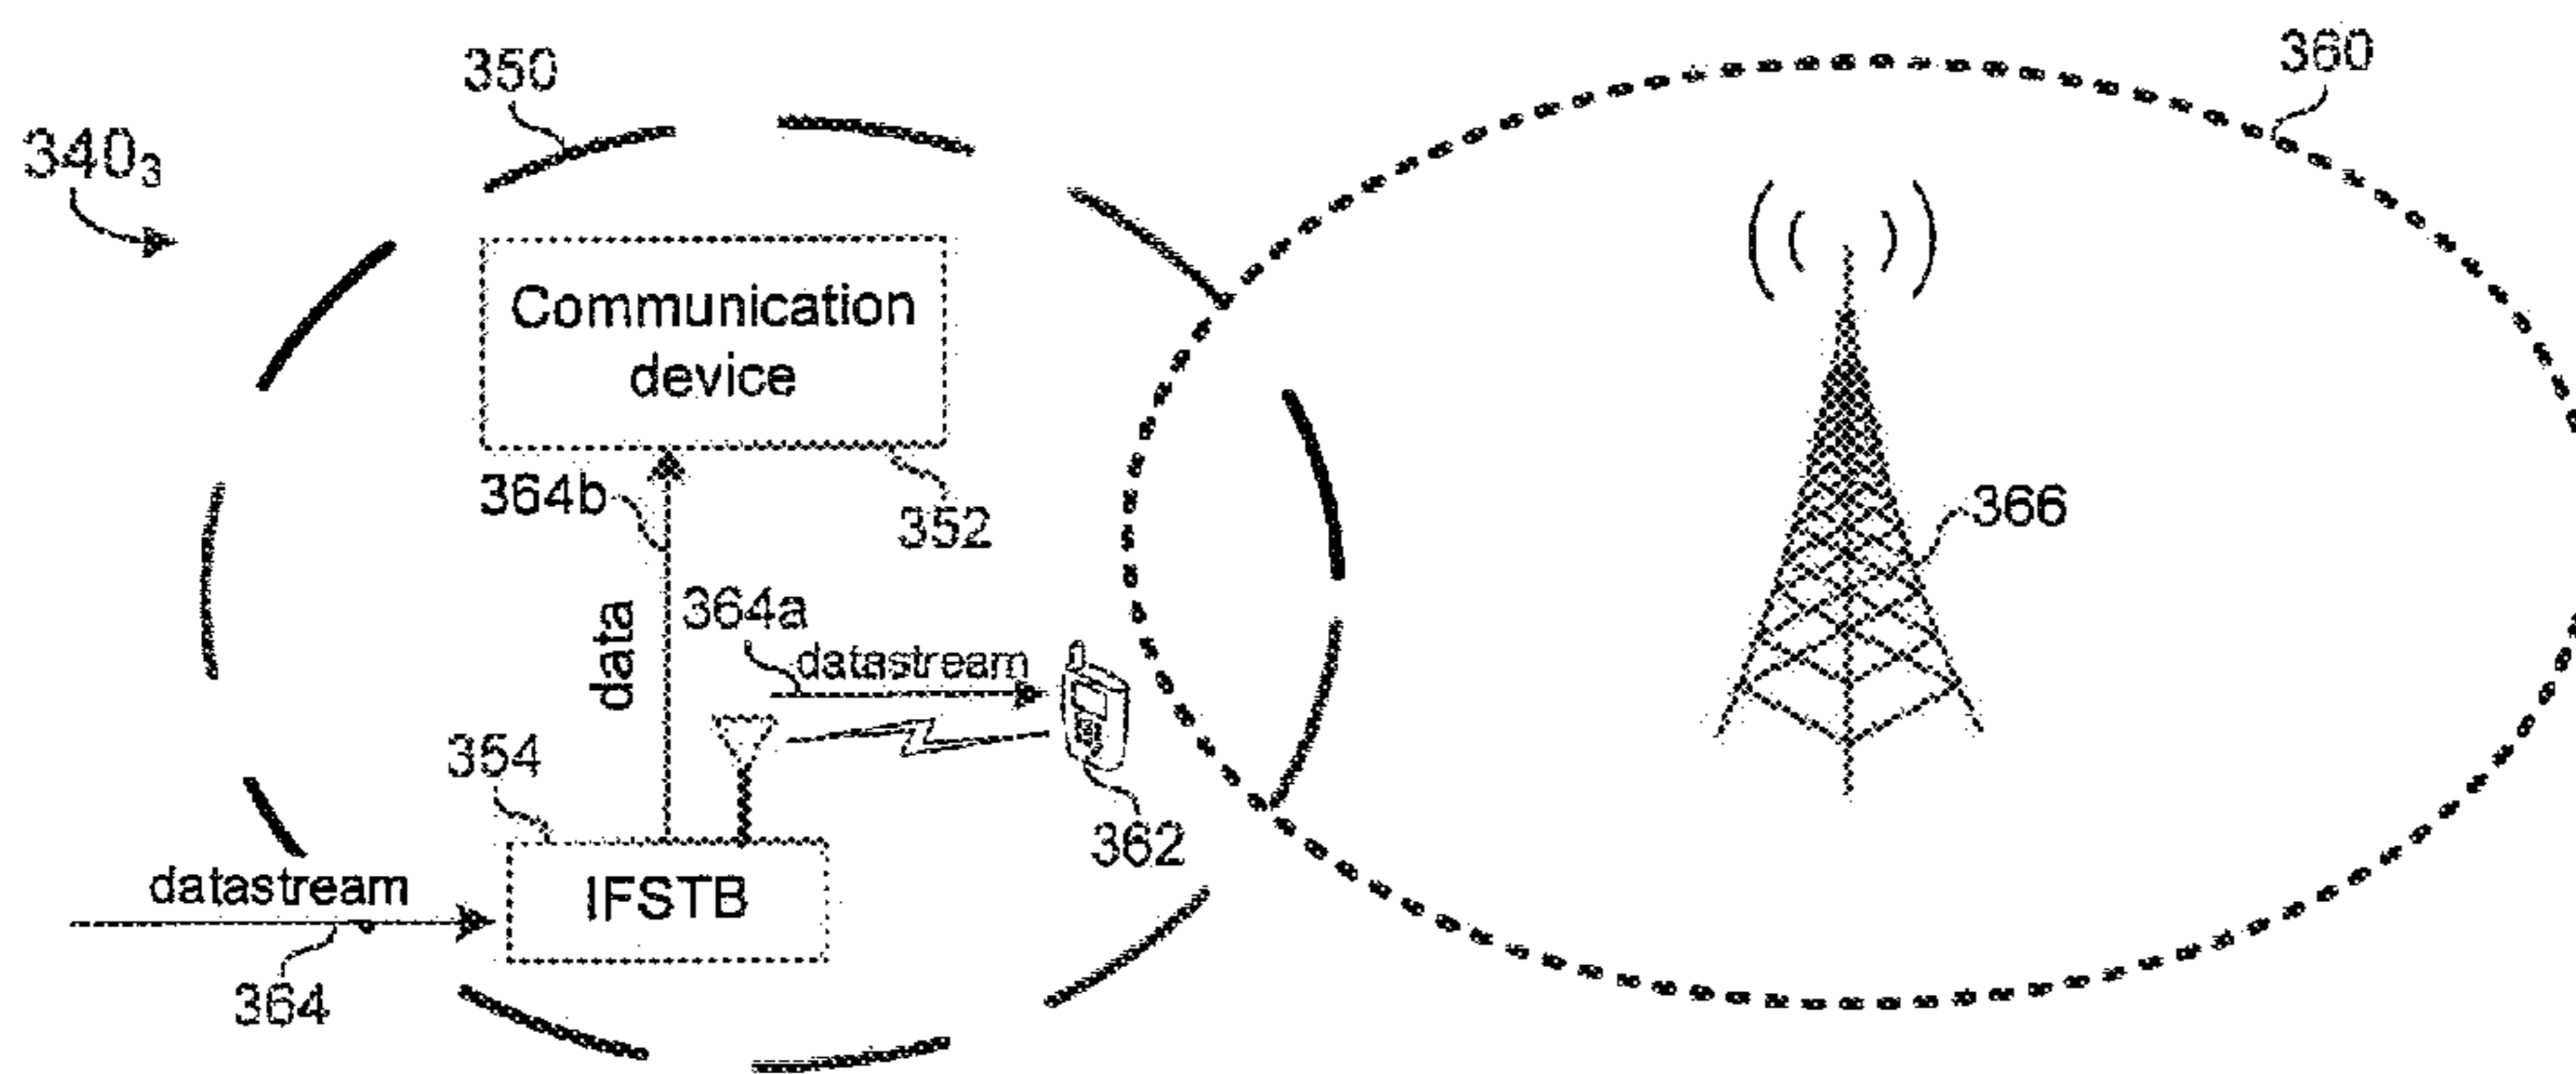 350
360
340₃
Communication
device
364b
352
366
data
364a
datastream
354
362
datastream
IFSTB
364